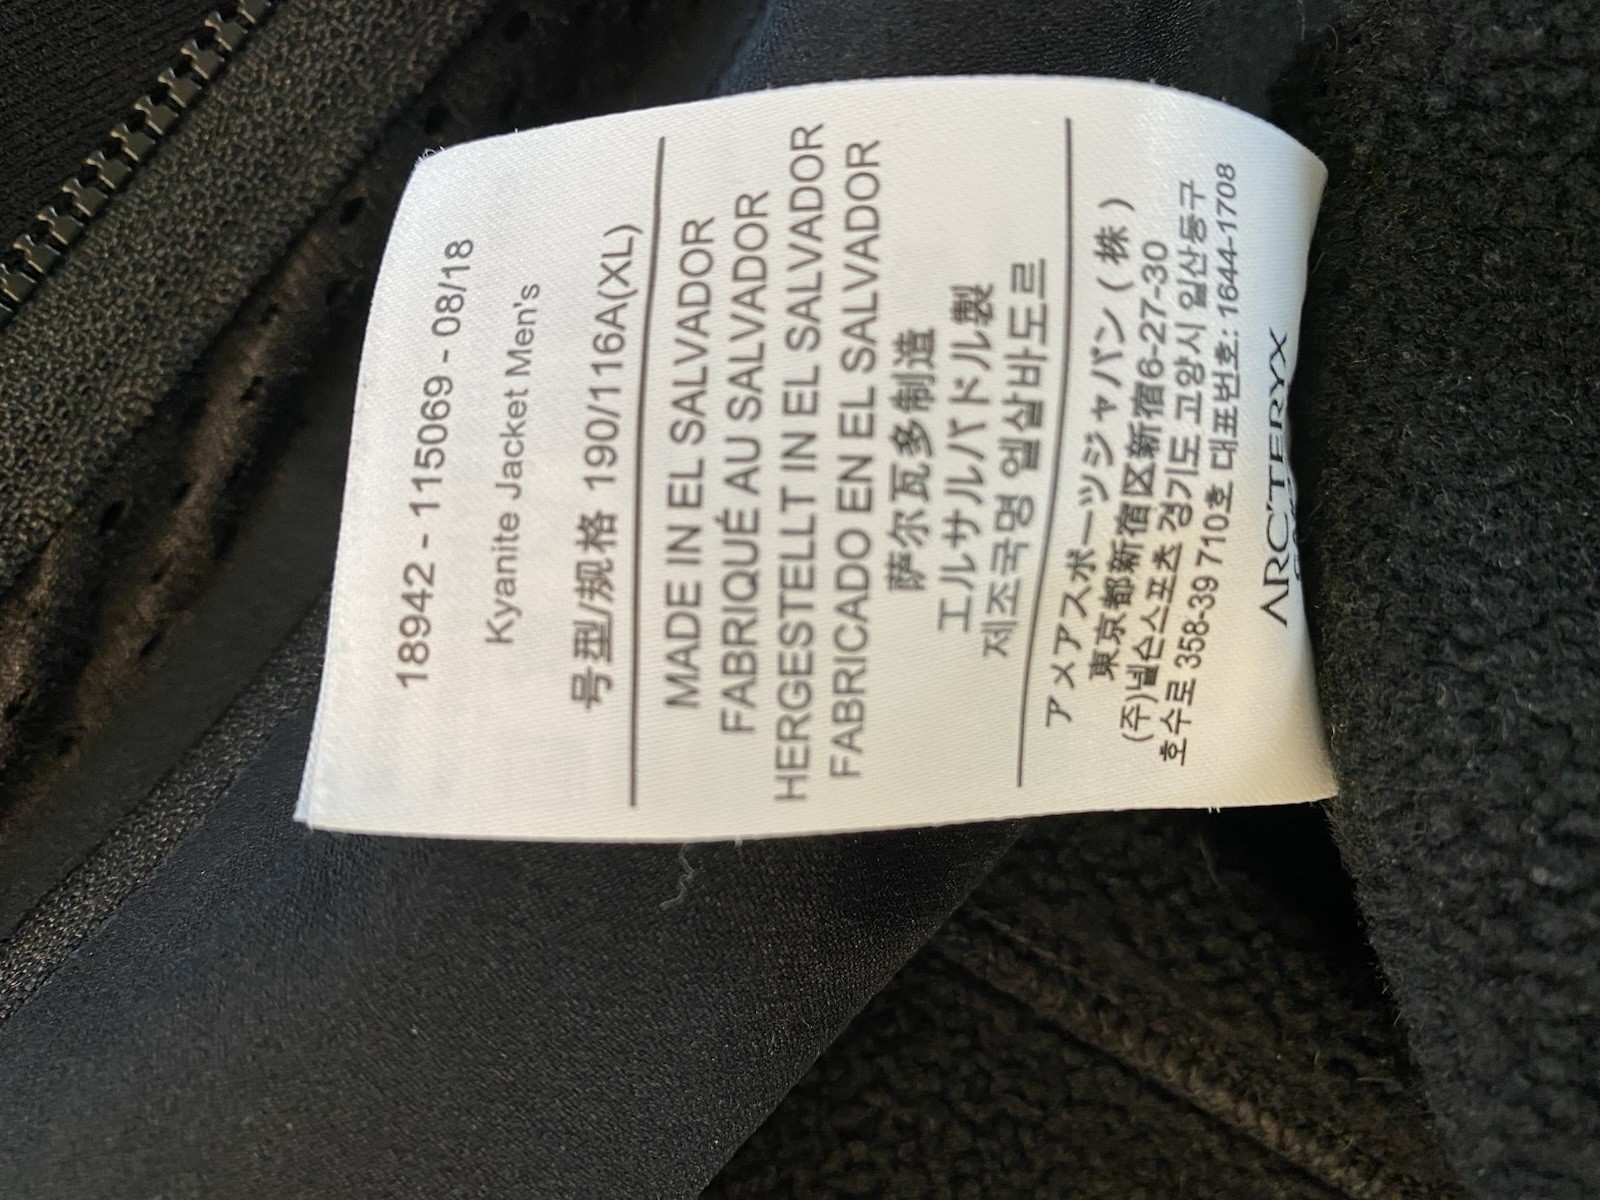 18942 - 115069 - 08/18
Kyanite Jacket Men's
号型/规格 190/116A(XL)
MADE IN EL SALVADOR
FABRIQUÉ AU SALVADOR
HERGESTELLT IN EL SALVADOR
FABRICADO EN EL SALVADOR
萨尔瓦多制造
エルサルバドル製
제조국명 엘살바도르
アメアスポーツジャパン(株)
東京都新宿区新宿6-27-30
(주)넬슨스포츠 경기도 고양시 일산동구
호수로 358-39 710호 대표번호: 1644-1708
ARC'TERYX